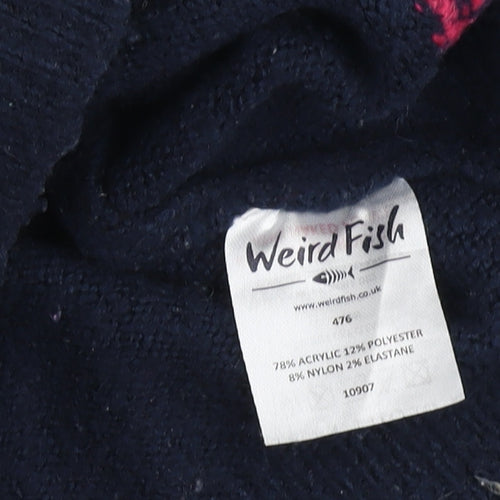 Weird Fish
www.weirdfish.co.uk
476
78% ACRYLIC 12% POLYESTER
8% NYLON 2% ELASTANE
10907